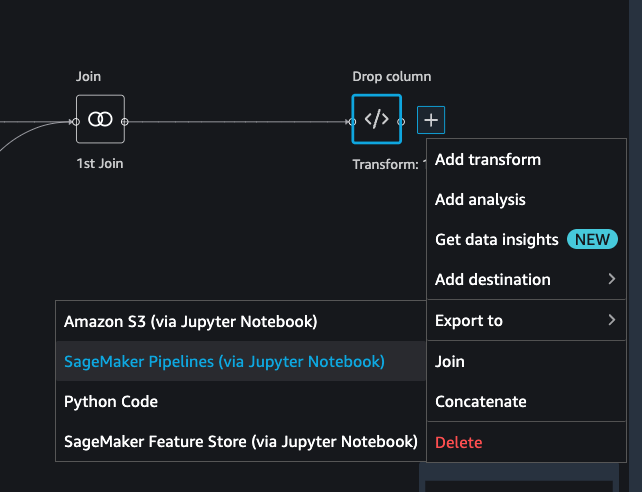 Join
Drop column
1st Join
Transform:
Add transform
Add analysis
Get data insights NEW
Add destination
Export to
Amazon S3 (via Jupyter Notebook)
SageMaker Pipelines (via Jupyter Notebook)
Python Code
SageMaker Feature Store (via Jupyter Notebook)
Join
Concatenate
Delete